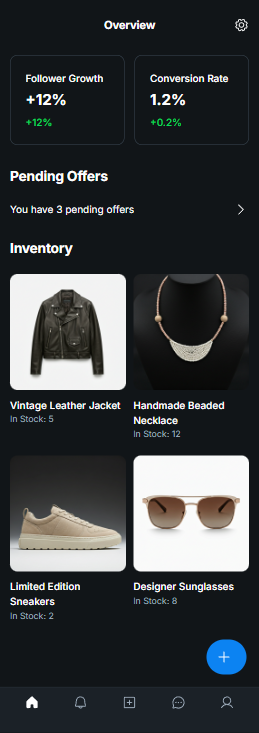 Overview
Follower Growth
+12%
+12%
Conversion Rate
1.2%
+0.2%
Pending Offers
You have 3 pending offers
Inventory
Vintage Leather Jacket
In Stock: 5
Handmade Beaded
Necklace
In Stock: 12
Limited Edition
Sneakers
In Stock: 2
Designer Sunglasses
In Stock: 8